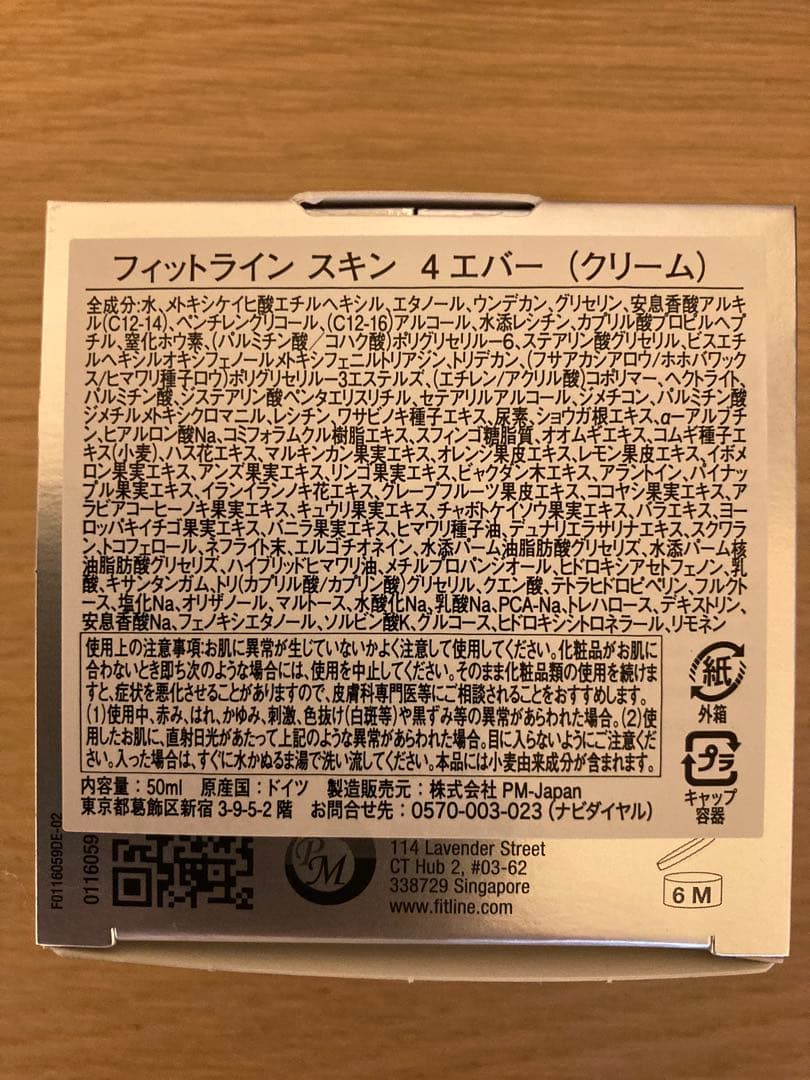 フィットライン スキン 4エバー（クリーム）
全成分:水、メトキシケイヒ酸エチルヘキシル、エタノール、ウンデカン、グリセリン、安息香酸アルキ
ル(C12-14)、ペンチレングリコール、(C12-16)アルコール、水添レシチン、カプリル酸プロピルヘプ
チル、窒化ホウ素、(パルミチン酸／コハク酸)ポリグリセリル－6、ステアリン酸グリセリル、ビスエチ
ルヘキシルオキシフェノールメトキシフェニルトリアジン、トリデカン、(フサアカシアロウ/ホホバワック
ス/ヒマワリ種子ロウ)ポリグリセリル－3エステルズ、(エチレン/アクリル酸)コポリマー、ヘクトライト、
パルミチン酸、ジステアリン酸ペンタエリスリチル、セテアリルアルコール、ジメチコン、パルミチン酸
ジメチルメトキシクロマニル、レシチン、ワサビノキ種子エキス、尿素、ショウガ根エキス、α－アルブチ
ン、ヒアルロン酸Na、コミフォラムクル樹脂エキス、スフィンゴ糖脂質、オオムギエキス、コムギ種子エ
キス(小麦)、ハス花エキス、マルキンカン果実エキス、オレンジ果皮エキス、レモン果皮エキス、イボメ
ロン果実エキス、アンズ果実エキス、リンゴ果実エキス、ビャクダン木エキス、アラントイン、パイナッ
プル果実エキス、イランイランノキ花エキス、グレープフルーツ果皮エキス、ココヤシ果実エキス、ア
ラビアコーヒーノキ果実エキス、キュウリ果実エキス、チャボトケイソウ果実エキス、バラエキス、ヨー
ロッパキイチゴ果実エキス、バニラ果実エキス、ヒマワリ種子油、デュナリエラサリナエキス、スクワラ
ン、トコフェロール、ネフライト末、エルゴチオネイン、水添パーム油脂肪酸グリセリズ、水添パーム核
油脂肪酸グリセリズ、ハイブリッドヒマワリ油、メチルプロパンジオール、ヒドロキシアセトフェノン、乳
酸、キサンタンガム、トリ(カプリル酸/カプリン酸)グリセリル、クエン酸、テトラヒドロピペリン、フルクト
ース、塩化Na、オリザノール、マルトース、水酸化Na、乳酸Na、PCA-Na、トレハロース、デキストリン、
安息香酸Na、フェノキシエタノール、ソルビン酸K、グルコース、ヒドロキシシトロネラール、リモネン
使用上の注意事項:お肌に異常が生じていないかよく注意して使用してください。化粧品がお肌に
合わないとき即ち次のような場合には、使用を中止してください。そのまま化粧品類の使用を続けま
すと、症状を悪化させることがありますので、皮膚科専門医等にご相談されることをおすすめします。
(1)使用中、赤み、はれ、かゆみ、刺激、色抜け(白斑等)や黒ずみ等の異常があらわれた場合。(2)使
用したお肌に、直射日光があたって上記のような異常があらわれた場合。目に入らないようにご注意くだ
さい。入った場合は、すぐに水かぬるま湯で洗い流してください。本品には小麦由来成分が含まれます。
紙
外箱
プラ
キャップ
容器
内容量：50ml 原産国：ドイツ 製造販売元：株式会社 PM-Japan
東京都葛飾区新宿 3-9-5-2 階 お問合せ先：0570-003-023（ナビダイヤル）
F0116059DE-02
0116059
PM
114 Lavender Street
CT Hub 2, #03-62
338729 Singapore
www.fitline.com
6 M